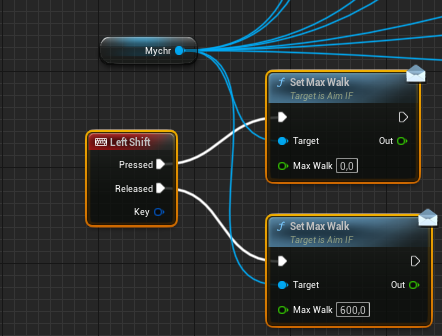 Mychr
Set Max Walk
Target is Aim IF
Target
Out
Max Walk 0,0
Left Shift
Pressed
Released
Key
Set Max Walk
Target is Aim IF
Target
Out
Max Walk 600,0